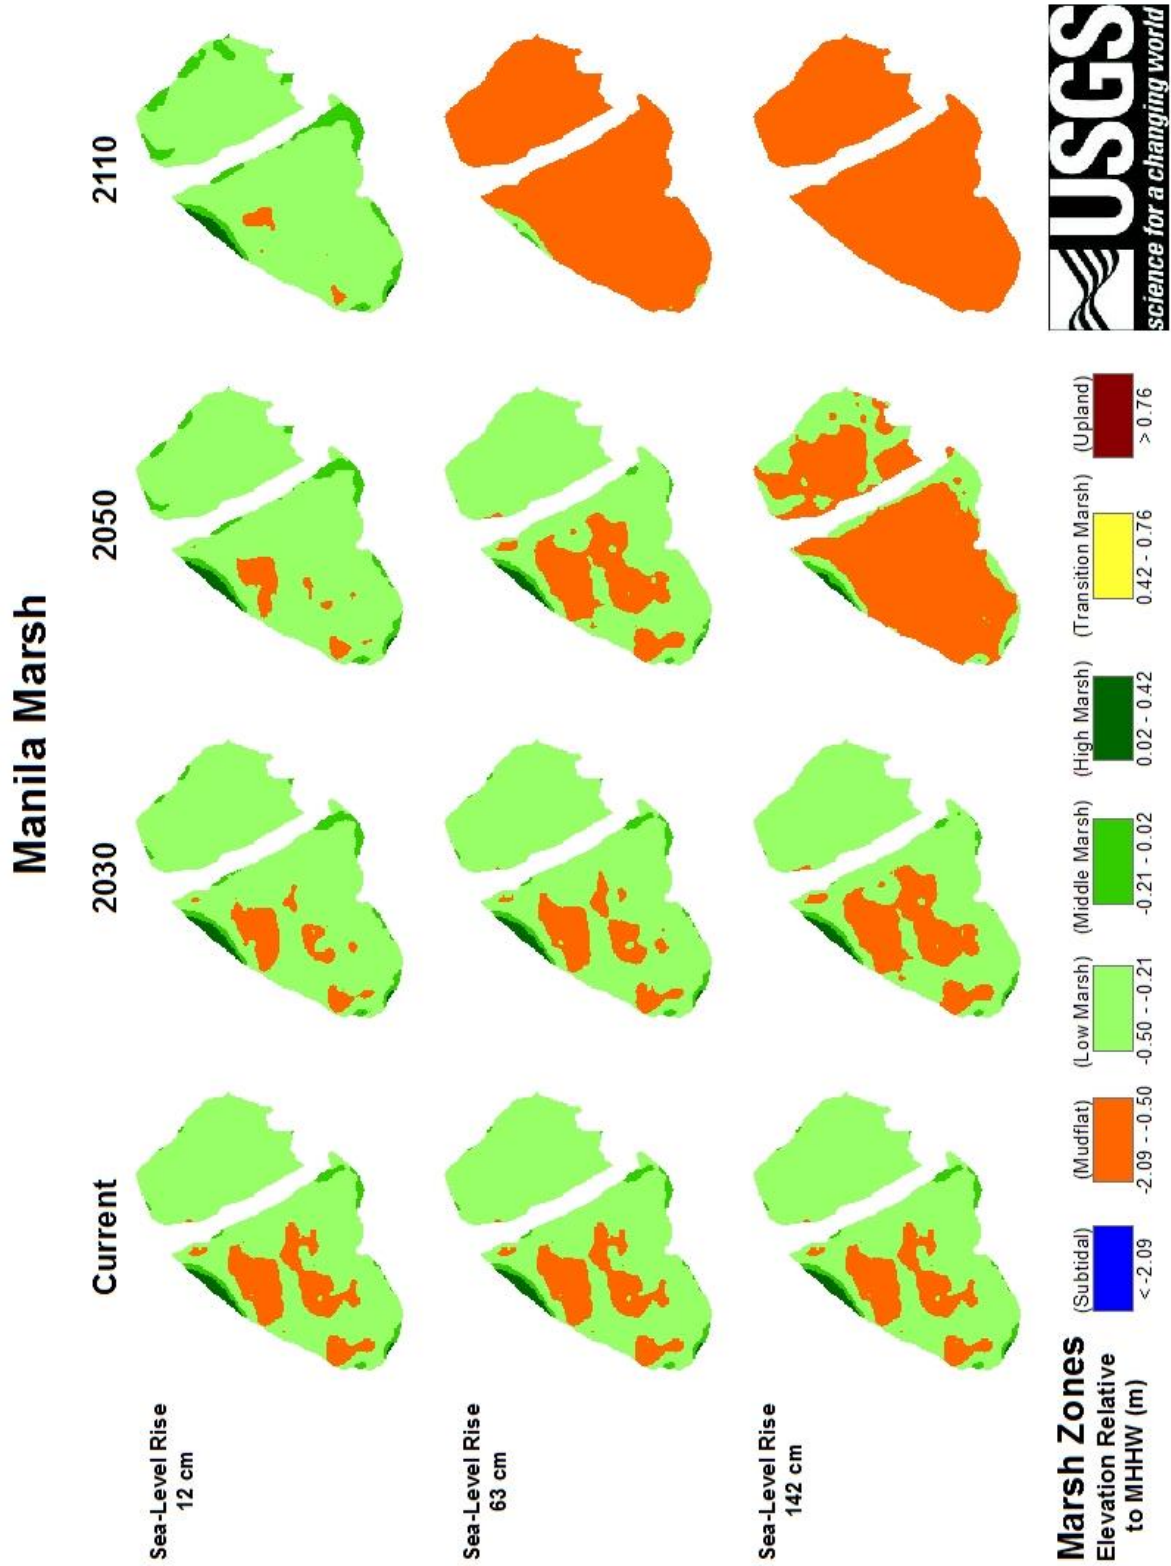 Manila Marsh
Current
2030
2050
2110
Sea-Level Rise
12 cm
Sea-Level Rise
63 cm
Sea-Level Rise
142 cm
Marsh Zones
Elevation Relative
to MHHW (m)
(Subtidal)
< -2.09
(Mudflat)
-2.09 - -0.50
(Low Marsh)
-0.50 - -0.21
(Middle Marsh)
-0.21 - 0.02
(High Marsh)
0.02 - 0.42
(Transition Marsh)
0.42 - 0.76
(Upland)
> 0.76
USGS
science for a changing world